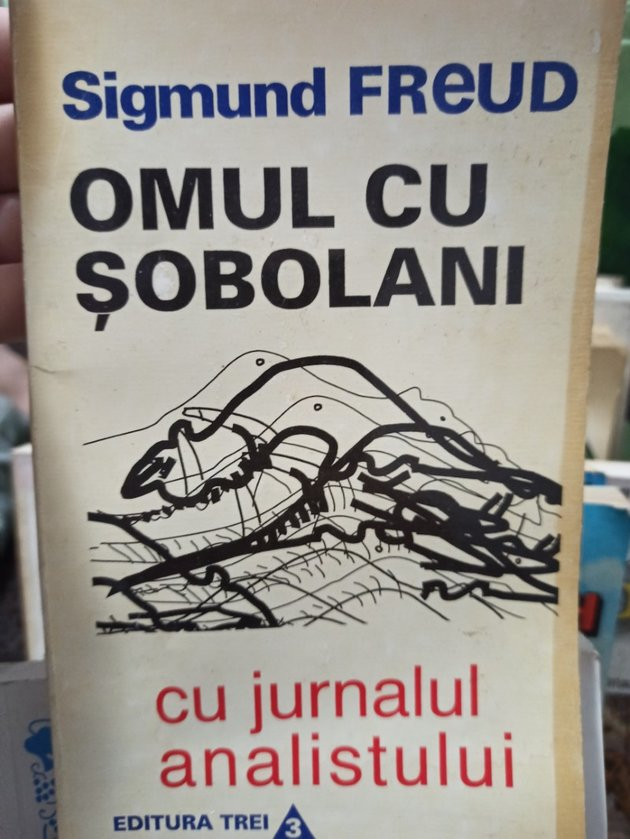 Sigmund FReUD
OMUL CU
ȘOBOLANI
cu jurnalul
analistului
EDITURA TREI 3